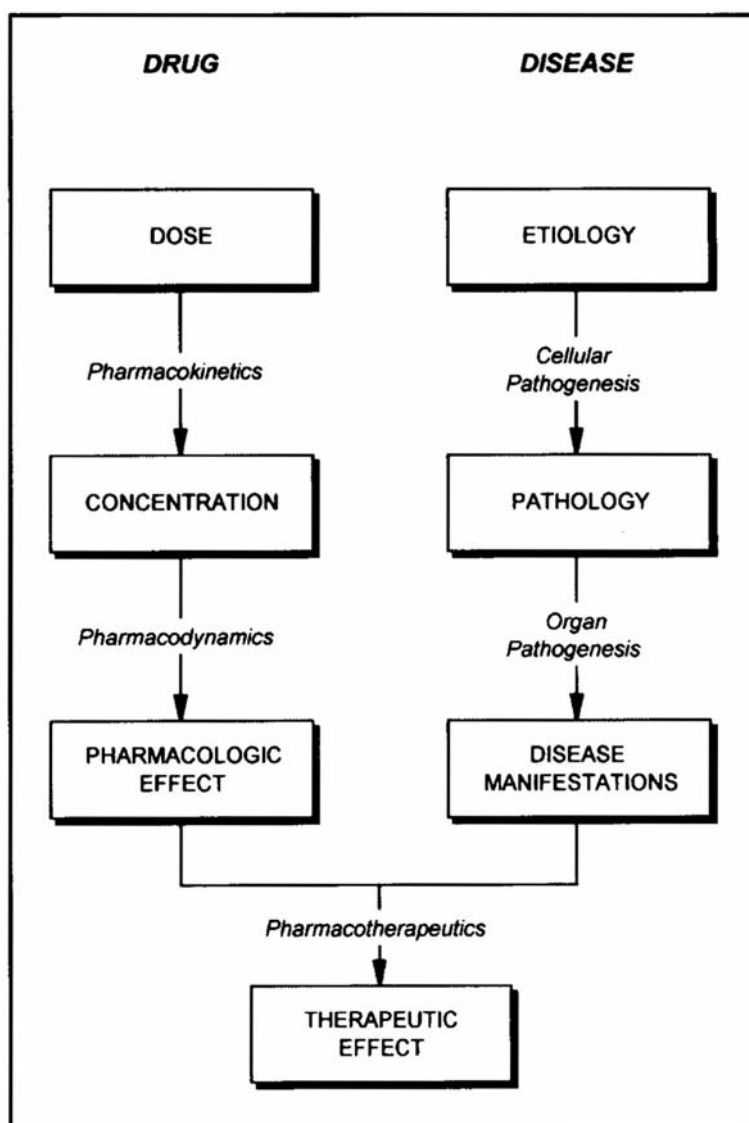 DRUG
DISEASE
DOSE
ETIOLOGY
Pharmacokinetics
Cellular
Pathogenesis
CONCENTRATION
PATHOLOGY
Pharmacodynamics
Organ
Pathogenesis
PHARMACOLOGIC
EFFECT
DISEASE
MANIFESTATIONS
Pharmacotherapeutics
THERAPEUTIC
EFFECT